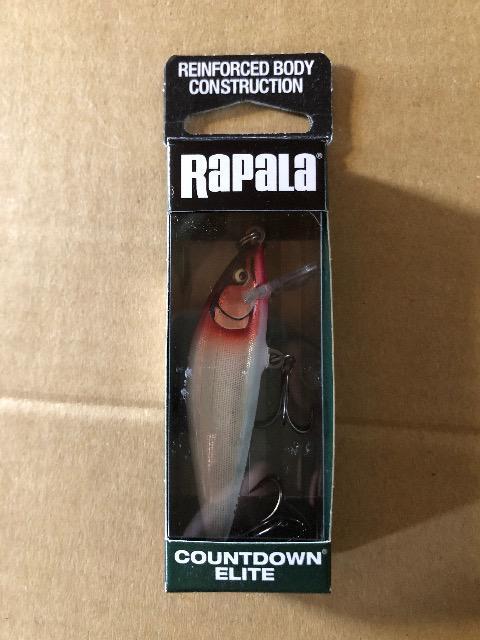 REINFORCED BODY
CONSTRUCTION
RAPALA®
COUNTDOWN®
ELITE